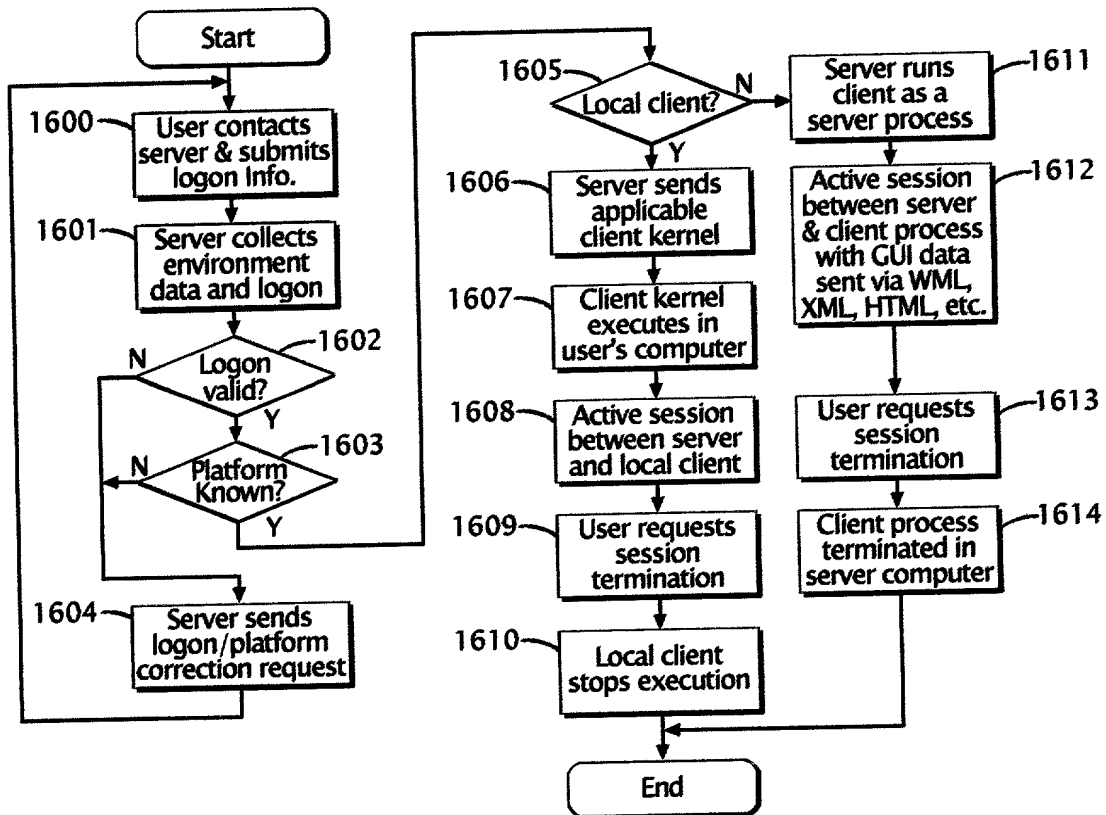 Start
1600
User contacts
server & submits
logon Info.
1601
Server collects
environment
data and logon
1602
N
Logon
valid?
Y
1603
N
Platform
Known?
Y
1604
Server sends
logon/platform
correction request
1605
Local client?
N
Y
1606
Server sends
applicable
client kernel
1607
Client kernel
executes in
user's computer
1608
Active session
between server
and local client
1609
User requests
session
termination
1610
Local client
stops execution
1611
Server runs
client as a
server process
1612
Active session
between server
& client process
with GUI data
sent via WML,
XML, HTML, etc.
1613
User requests
session
termination
1614
Client process
terminated in
server computer
End